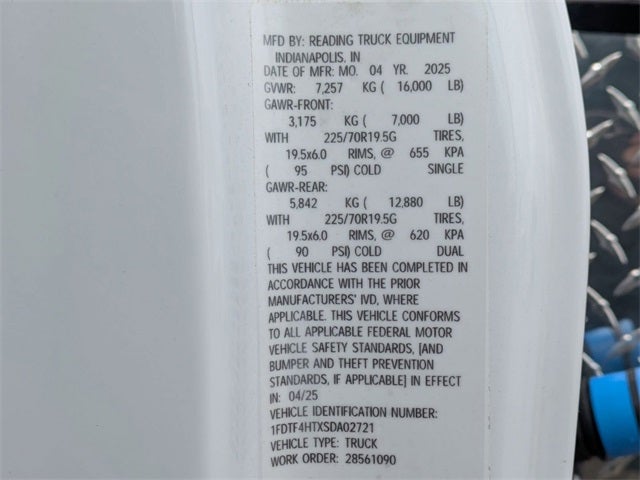 MFD BY: READING TRUCK EQUIPMENT
INDIANAPOLIS, IN
DATE OF MFR: MO. 04 YR. 2025
GVWR: 7,257 KG ( 16,000 LB)
GAWR-FRONT:
3,175 KG ( 7,000 LB)
WITH 225/70R19.5G TIRES,
19.5x6.0 RIMS, @ 655 KPA
( 95 PSI) COLD SINGLE
GAWR-REAR:
5,842 KG ( 12,880 LB)
WITH 225/70R19.5G TIRES,
19.5x6.0 RIMS, @ 620 KPA
( 90 PSI) COLD DUAL
THIS VEHICLE HAS BEEN COMPLETED IN
ACCORDANCE WITH THE PRIOR
MANUFACTURERS' IVD, WHERE
APPLICABLE. THIS VEHICLE CONFORMS
TO ALL APPLICABLE FEDERAL MOTOR
VEHICLE SAFETY STANDARDS, [AND
BUMPER AND THEFT PREVENTION
STANDARDS, IF APPLICABLE] IN EFFECT
IN: 04/25
VEHICLE IDENTIFICATION NUMBER:
1FDTF4HTXSDA02721
VEHICLE TYPE: TRUCK
WORK ORDER: 28561090